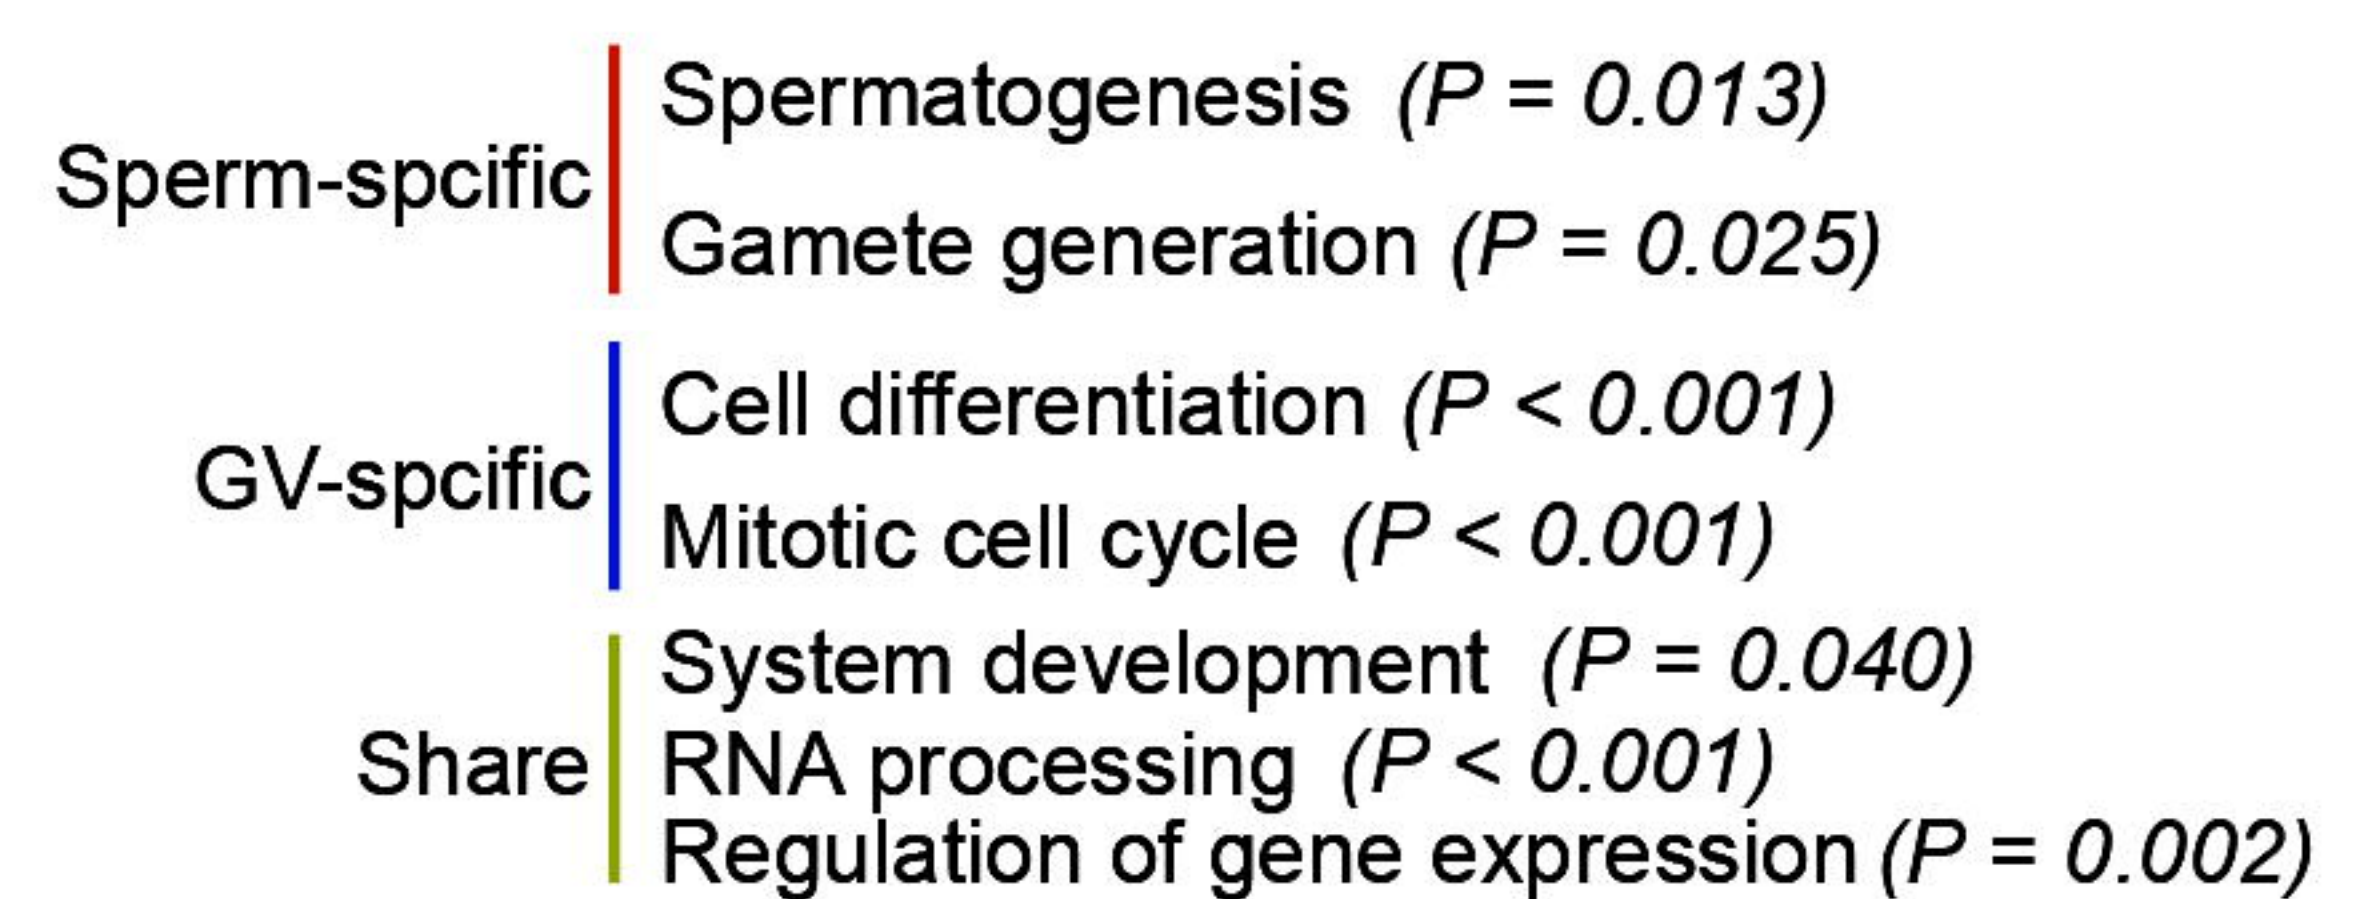 Spermatogenesis (P = 0.013)
Sperm-spcific
Gamete generation (P = 0.025)
Cell differentiation (P < 0.001)
GV-spcific
Mitotic cell cycle (P < 0.001)
System development (P = 0.040)
Share
RNA processing (P < 0.001)
Regulation of gene expression (P = 0.002)